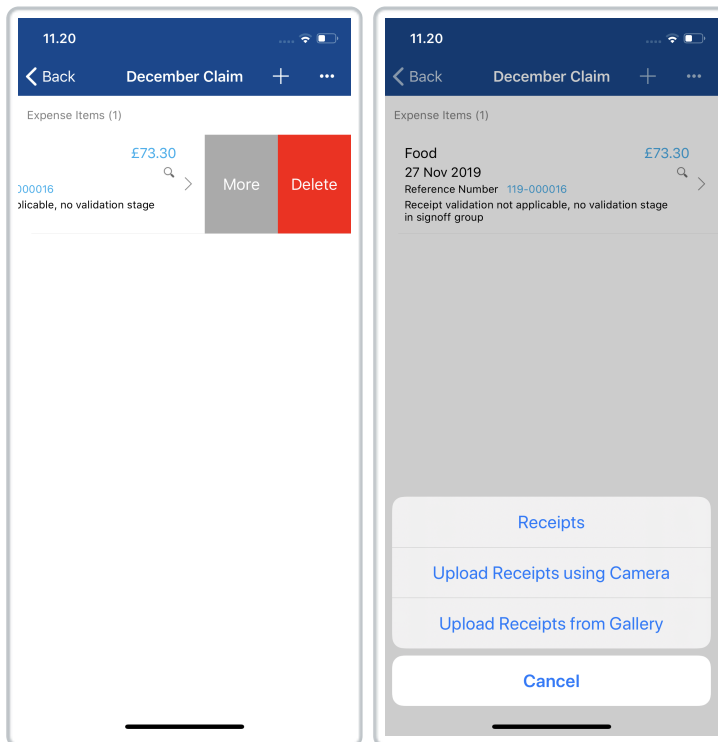 11.20
Back December Claim
Expense Items (1)
£73.30
More Delete
000016
plicable, no validation stage
11.20
Back December Claim
Expense Items (1)
Food £73.30
27 Nov 2019
Reference Number 119-000016
Receipt validation not applicable, no validation stage
in signoff group
Receipts
Upload Receipts using Camera
Upload Receipts from Gallery
Cancel